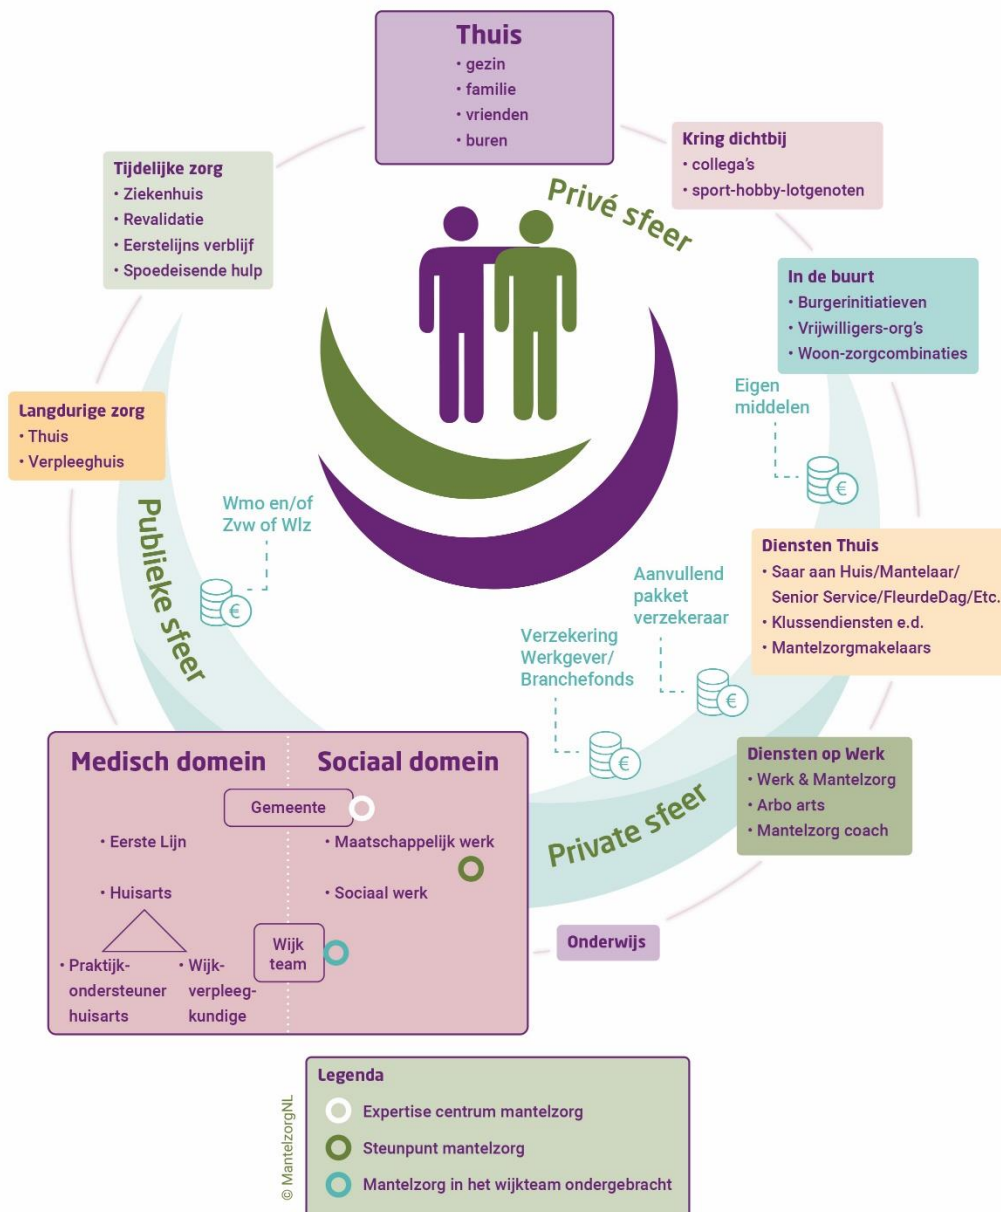 Thuis
• gezin
• familie
• vrienden
• buren
Kring dichtbij
• collega's
• sport-hobby-lotgenoten
Privé sfeer
Tijdelijke zorg
• Ziekenhuis
• Revalidatie
• Eerstelijns verblijf
• Spoedeisende hulp
In de buurt
• Burgerinitiatieven
• Vrijwilligers-org's
• Woon-zorgcombinaties
Eigen
middelen
€
Langdurige zorg
• Thuis
• Verpleeghuis
Publieke sfeer
Wmo en/of
Zvw of Wlz
€
Diensten Thuis
• Saar aan Huis/Mantelaar/
Senior Service/FleurdeDag/Etc.
• Klussendiensten e.d.
• Mantelzorgmakelaars
Aanvullend
pakket
verzekeraar
€
Verzekering
Werkgever/
Branchefonds
€
Private sfeer
Diensten op Werk
• Werk & Mantelzorg
• Arbo arts
• Mantelzorg coach
Medisch domein
Sociaal domein
Gemeente
• Eerste Lijn
• Maatschappelijk werk
• Huisarts
• Sociaal werk
Wijk
team
• Praktijk-
ondersteuner
huisarts
• Wijk-
verpleeg-
kundige
Onderwijs
Legenda
Expertise centrum mantelzorg
Steunpunt mantelzorg
Mantelzorg in het wijkteam ondergebracht
© MantelzorgNL